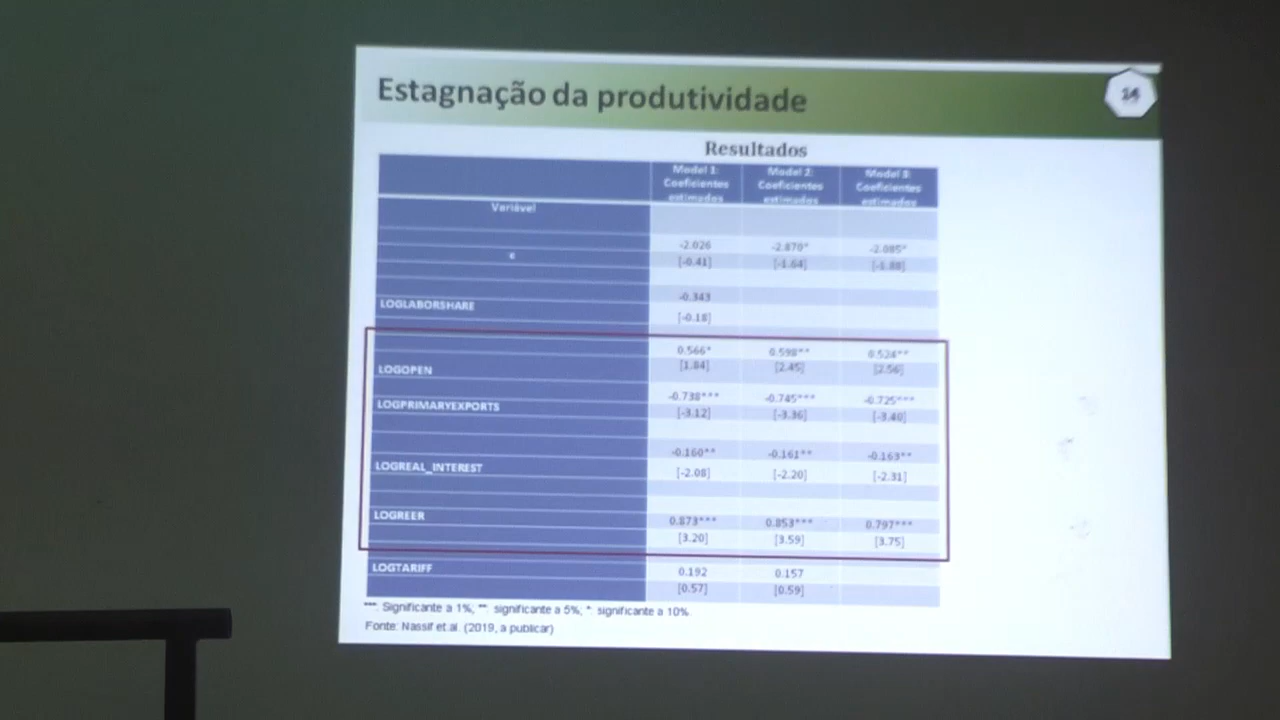 Estagnação da produtividade
14
Resultados
Model 1: Coeficientes estimados
Model 2: Coeficientes estimados
Model 3: Coeficientes estimados
Variável
-2.026 -2.870* -2.085*
c
[-0.41] [-1.64] [-1.88]
-0.343
LOGLABORSHARE
[-0.18]
0.566* 0.598** 0.524**
LOGOPEN
[1.84] [2.45] [2.56]
-0.738*** -0.745*** -0.725***
LOGPRIMARYEXPORTS
[-3.12] [-3.36] [-3.40]
-0.160** -0.161** -0.163**
LOGREAL_INTEREST
[-2.08] [-2.20] [-2.31]
LOGREER
0.873*** 0.853*** 0.797***
[3.20] [3.59] [3.75]
LOGTARIFF
0.192 0.157
[0.57] [0.59]
***: Significante a 1%; **: significante a 5%; *: significante a 10%.
Fonte: Nassif et.al. (2019, a publicar)